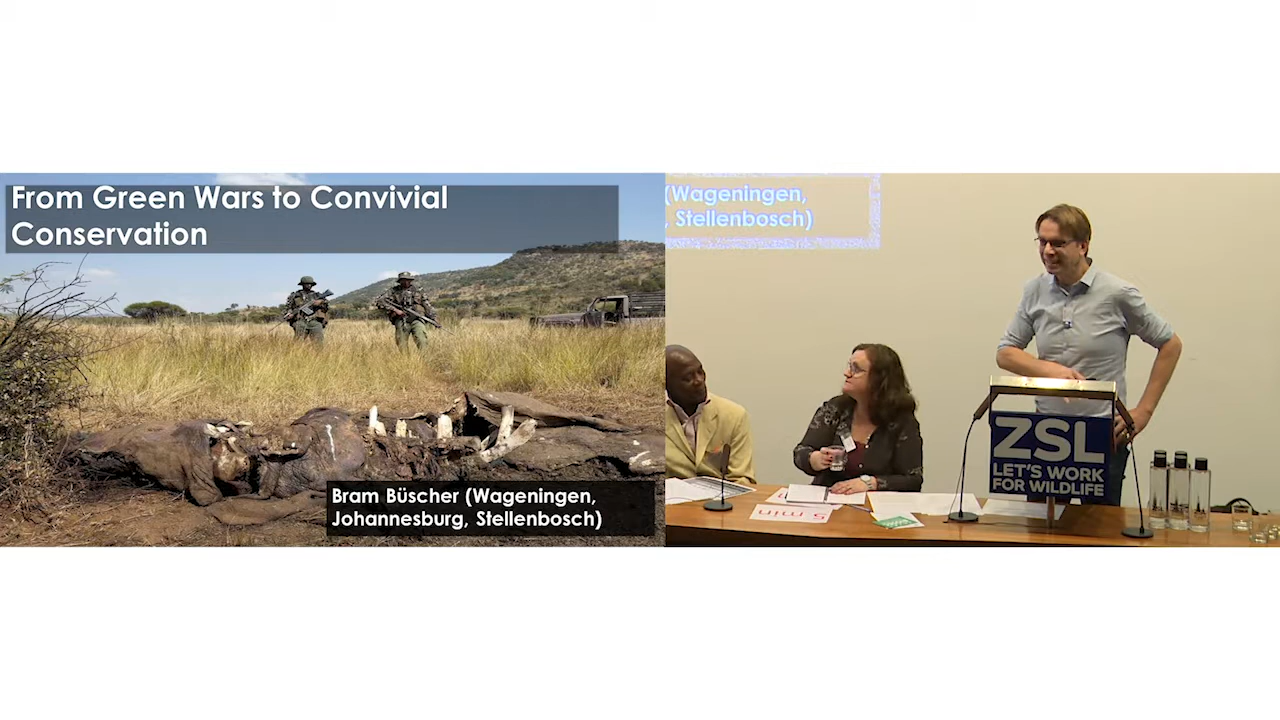 From Green Wars to Convivial
Conservation
Bram Büscher (Wageningen,
Johannesburg, Stellenbosch)
(Wageningen,
, Stellenbosch)
ZSL
LET'S WORK
FOR WILDLIFE
5 min